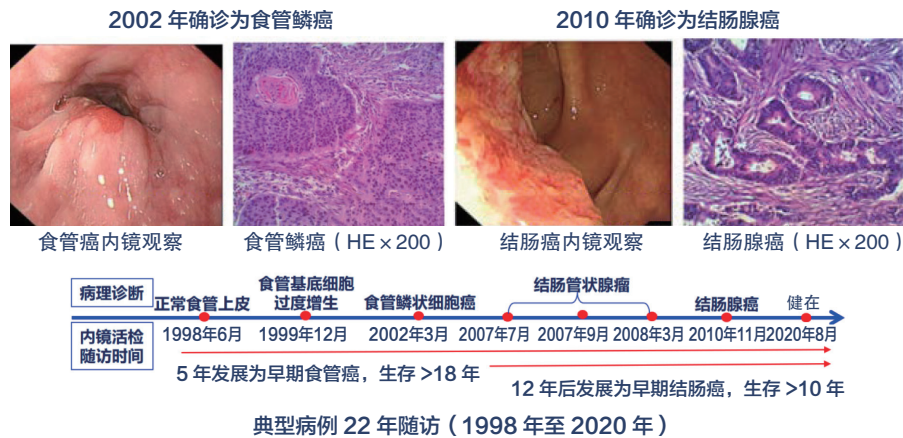 2002 年确诊为食管鳞癌
2010 年确诊为结肠腺癌
食管癌内镜观察
食管鳞癌（HE × 200）
结肠癌内镜观察
结肠腺癌（HE × 200）
病理诊断
正常食管上皮
食管基底细胞
过度增生
食管鳞状细胞癌
结肠管状腺瘤
结肠腺癌
健在
内镜活检
随访时间
1998年6月
1999年12月
2002年3月
2007年7月
2007年9月
2008年3月
2010年11月
2020年8月
5 年发展为早期食管癌，生存 >18 年
12 年后发展为早期结肠癌，生存 >10 年
典型病例 22 年随访（1998 年至 2020 年）